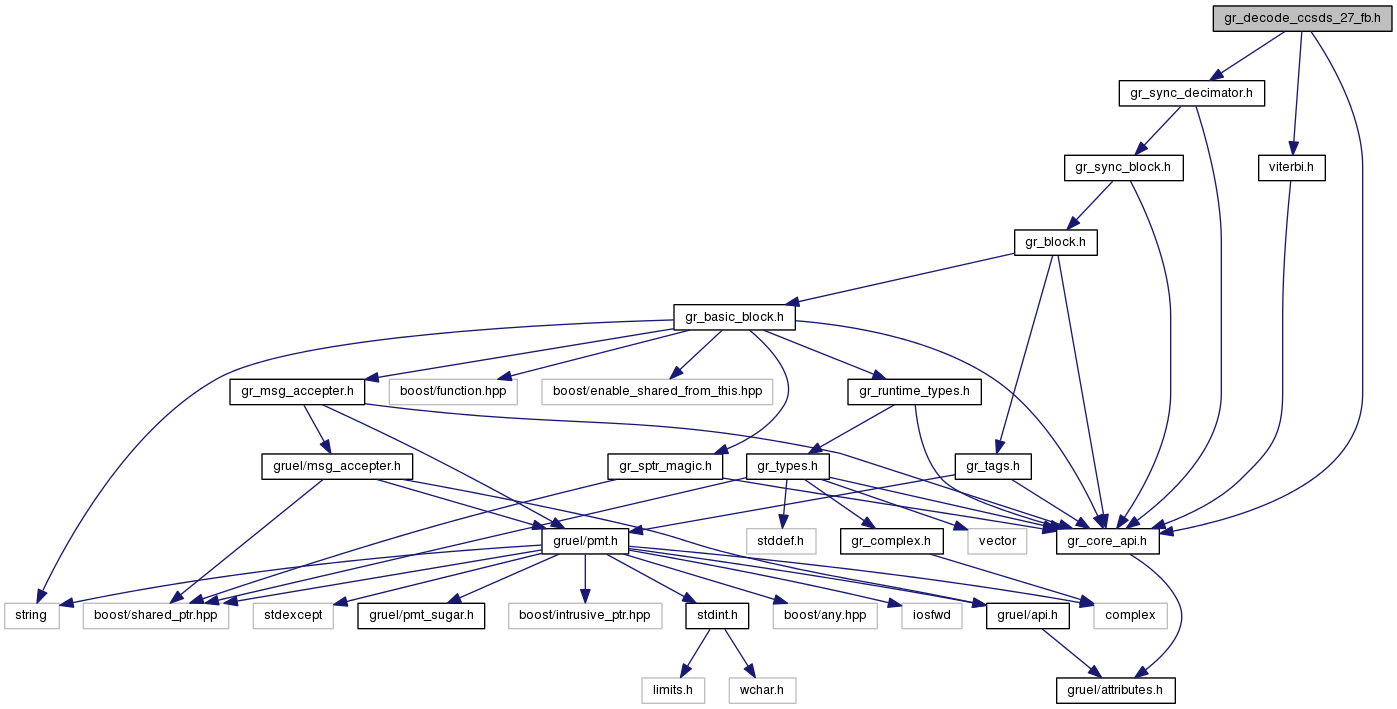 gr_decode_ccsds_27_fb.h
gr_sync_decimator.h
gr_sync_block.h
viterbi.h
gr_block.h
gr_basic_block.h
gr_msg_accepter.h
boost/function.hpp
boost/enable_shared_from_this.hpp
gr_runtime_types.h
gruel/msg_accepter.h
gr_sptr_magic.h
gr_types.h
gr_tags.h
gruel/pmt.h
stddef.h
gr_complex.h
vector
gr_core_api.h
string
boost/shared_ptr.hpp
stdexcept
gruel/pmt_sugar.h
boost/intrusive_ptr.hpp
stdint.h
boost/any.hpp
iosfwd
gruel/api.h
complex
limits.h
wchar.h
gruel/attributes.h